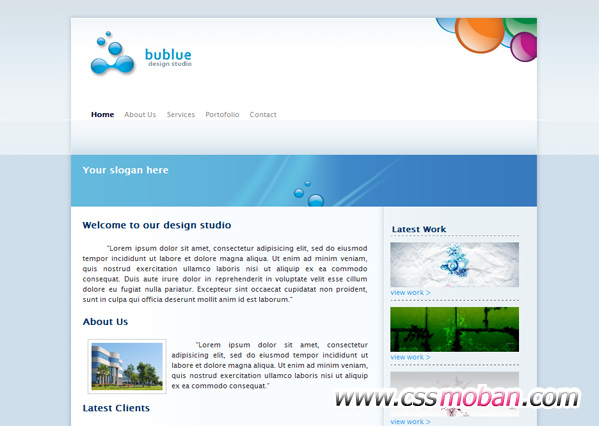 bublue
design studio
Home About Us Services Portofolio Contact
Your slogan here
Welcome to our design studio
"Lorem ipsum dolor sit amet, consectetur adipisicing elit, sed do eiusmod
tempor incididunt ut labore et dolore magna aliqua. Ut enim ad minim veniam,
quis nostrud exercitation ullamco laboris nisi ut aliquip ex ea commodo
consequat. Duis aute irure dolor in reprehenderit in voluptate velit esse cillum
dolore eu fugiat nulla pariatur. Excepteur sint occaecat cupidatat non proident,
sunt in culpa qui officia deserunt mollit anim id est laborum."
About Us
"Lorem ipsum dolor sit amet, consectetur
adipisicing elit, sed do eiusmod tempor incididunt ut
labore et dolore magna aliqua. Ut enim ad minim
veniam, quis nostrud exercitation ullamco laboris nisi
ut aliquip ex ea commodo consequat."
Latest Clients
Latest Work
view work >
view work >
view work >
www.cssmoban.com